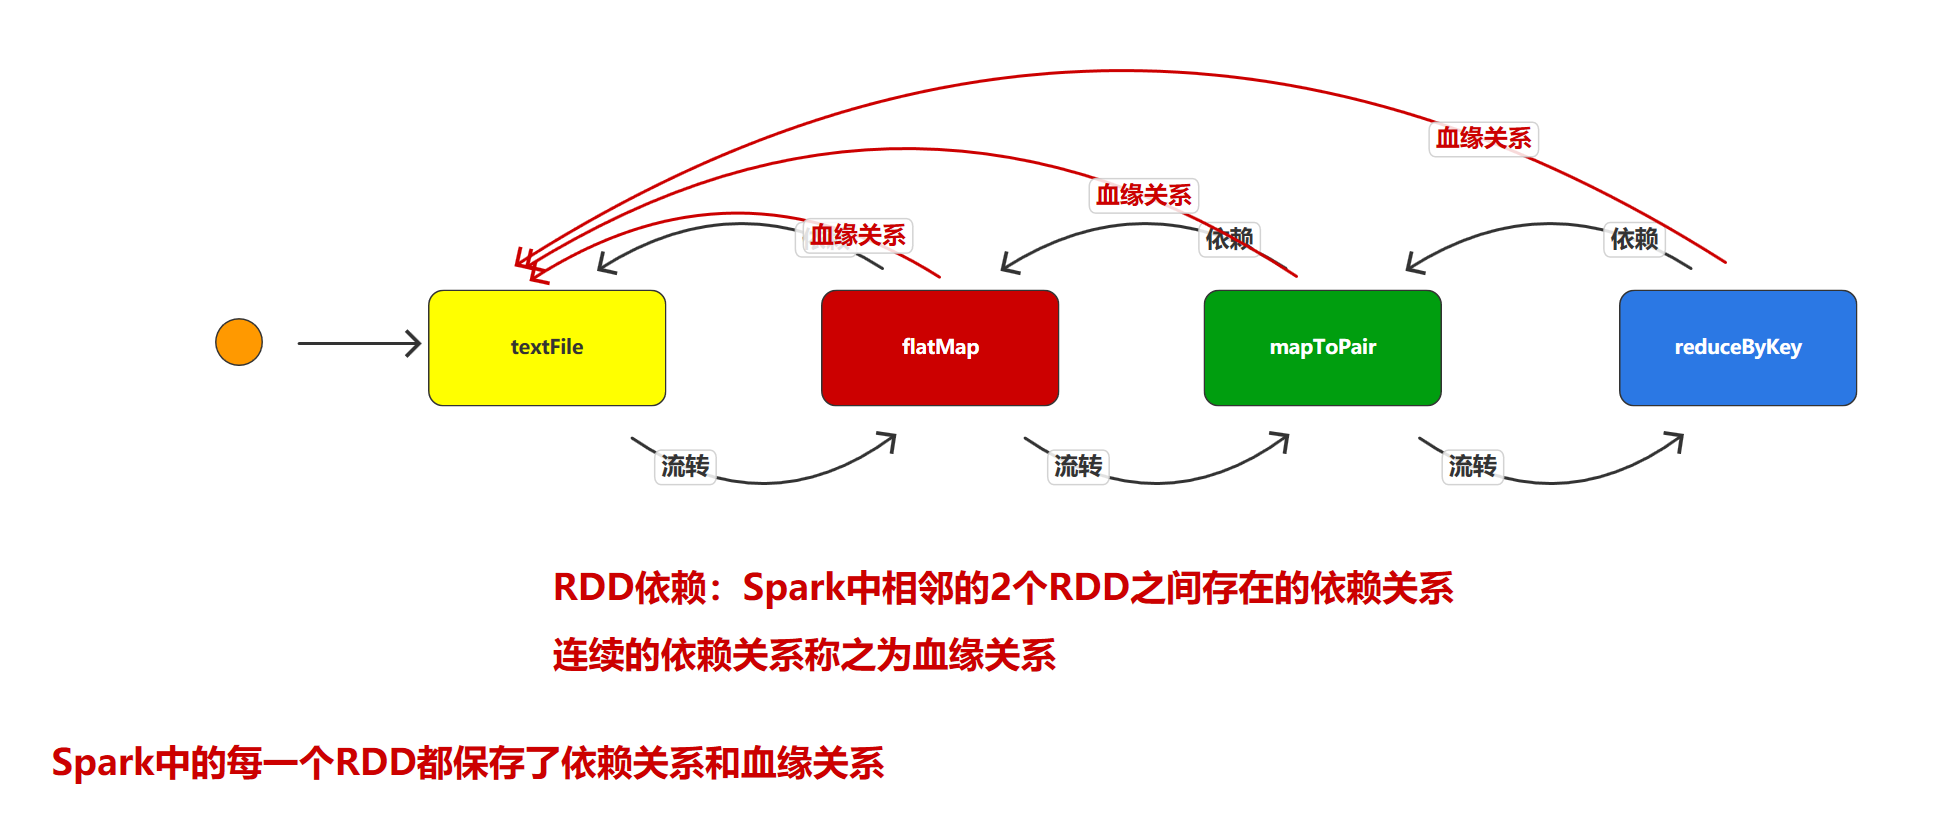 血缘关系
血缘关系
血缘关系
依赖
依赖
textFile
flatMap
mapToPair
reduceByKey
流转
流转
流转
RDD依赖：Spark中相邻的2个RDD之间存在的依赖关系
连续的依赖关系称之为血缘关系
Spark中的每一个RDD都保存了依赖关系和血缘关系